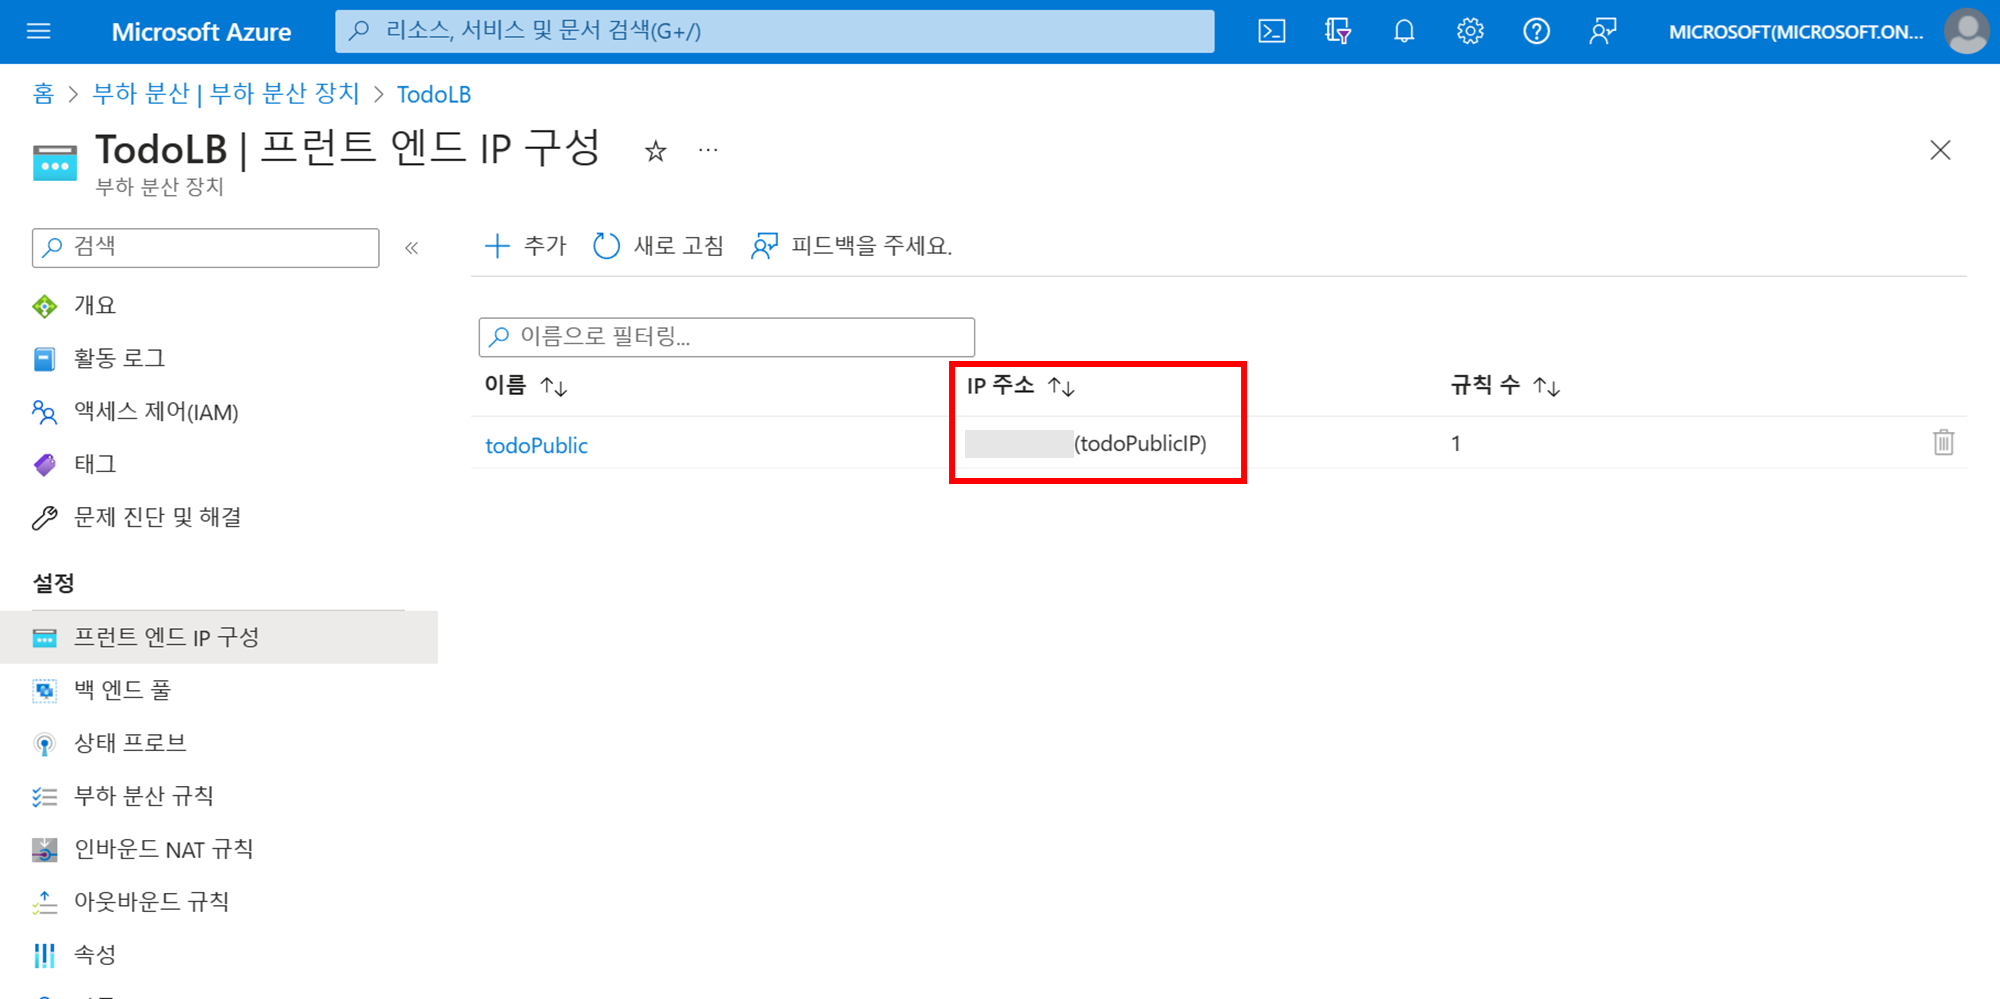 Microsoft Azure
리소스, 서비스 및 문서 검색(G+/)
MICROSOFT(MICROSOFT.ON...
홈 > 부하 분산 | 부하 분산 장치 > TodoLB
TodoLB | 프런트 엔드 IP 구성
부하 분산 장치
검색
추가
새로 고침
피드백을 주세요.
개요
활동 로그
액세스 제어(IAM)
태그
문제 진단 및 해결
설정
프런트 엔드 IP 구성
백 엔드 풀
상태 프로브
부하 분산 규칙
인바운드 NAT 규칙
아웃바운드 규칙
속성
이름으로 필터링...
이름 IP 주소 규칙 수
todoPublic (todoPublicIP) 1